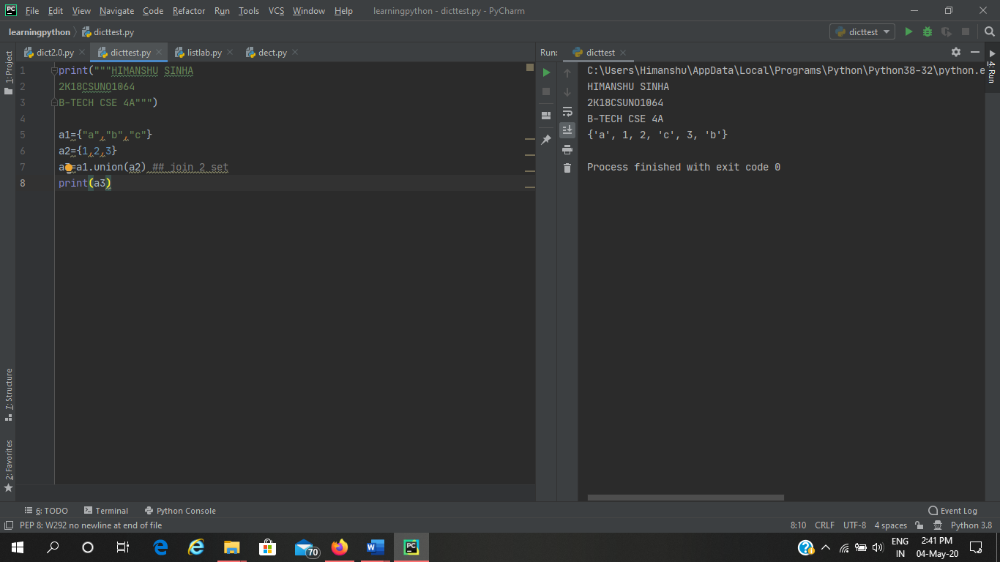 PC File Edit View Navigate Code Refactor Run Tools VCS Window Help learningpython - dicttest.py - PyCharm
learningpython dicttest.py dicttest
dict2.0.py dicttest.py listlab.py dect.py Run: dicttest
1: Project
4: Run
1 print("""HIMANSHU SINHA
2 2K18CSUNO1064
3 B-TECH CSE 4A""")
4
5 a1={"a","b","c"}
6 a2={1,2,3}
7 a3=a1.union(a2) ## join 2 set
8 print(a3)
C:\Users\Himanshu\AppData\Local\Programs\Python\Python38-32\python.e
HIMANSHU SINHA
2K18CSUNO1064
B-TECH CSE 4A
{'a', 1, 2, 'c', 3, 'b'}
Process finished with exit code 0
7: Structure
2: Favorites
6: TODO Terminal Python Console Event Log
PEP 8: W292 no newline at end of file 8:10 CRLF UTF-8 4 spaces Python 3.8
70 PC ENG 2:41 PM
IN 04-May-20